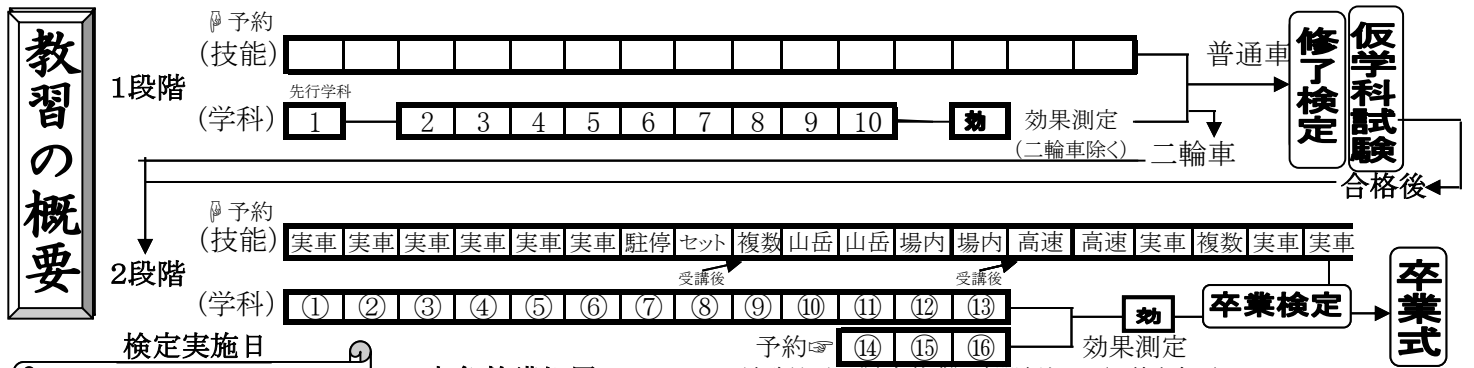 教習の概要
☟予約
(技能)
1段階
先行学科
(学科) 1 2 3 4 5 6 7 8 9 10 効 効果測定
(二輪車除く)
普通車
二輪車
修了検定
仮学科試験
合格後
☟予約
(技能) 実車 実車 実車 実車 実車 実車 駐停 セット 複数 山岳 山岳 場内 場内 高速 高速 実車 複数 実車 実車
2段階
受講後 受講後
(学科) ① ② ③ ④ ⑤ ⑥ ⑦ ⑧ ⑨ ⑩ ⑪ ⑫ ⑬
効 卒業検定
卒業式
予約☞ ⑭ ⑮ ⑯ 効果測定
検定実施日